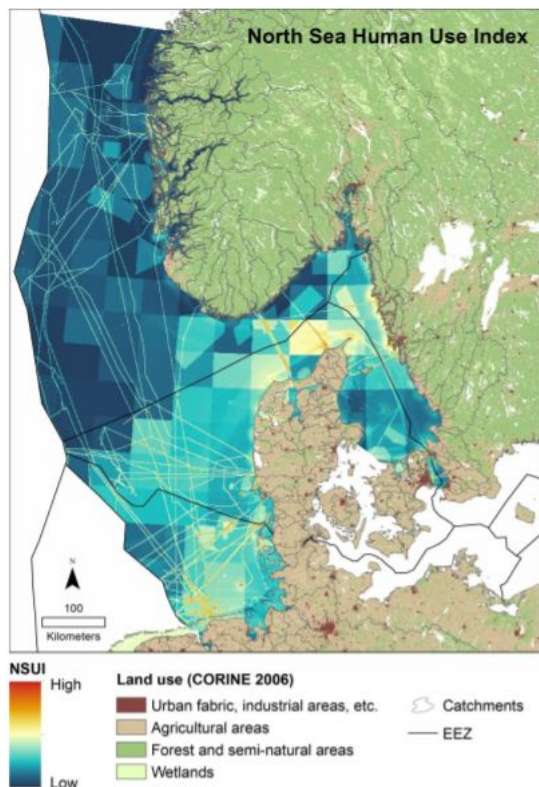 North Sea Human Use Index
100
Kilometers
NSUI
High
Low
Land use (CORINE 2006)
Urban fabric, industrial areas, etc.
Agricultural areas
Forest and semi-natural areas
Wetlands
Catchments
EEZ